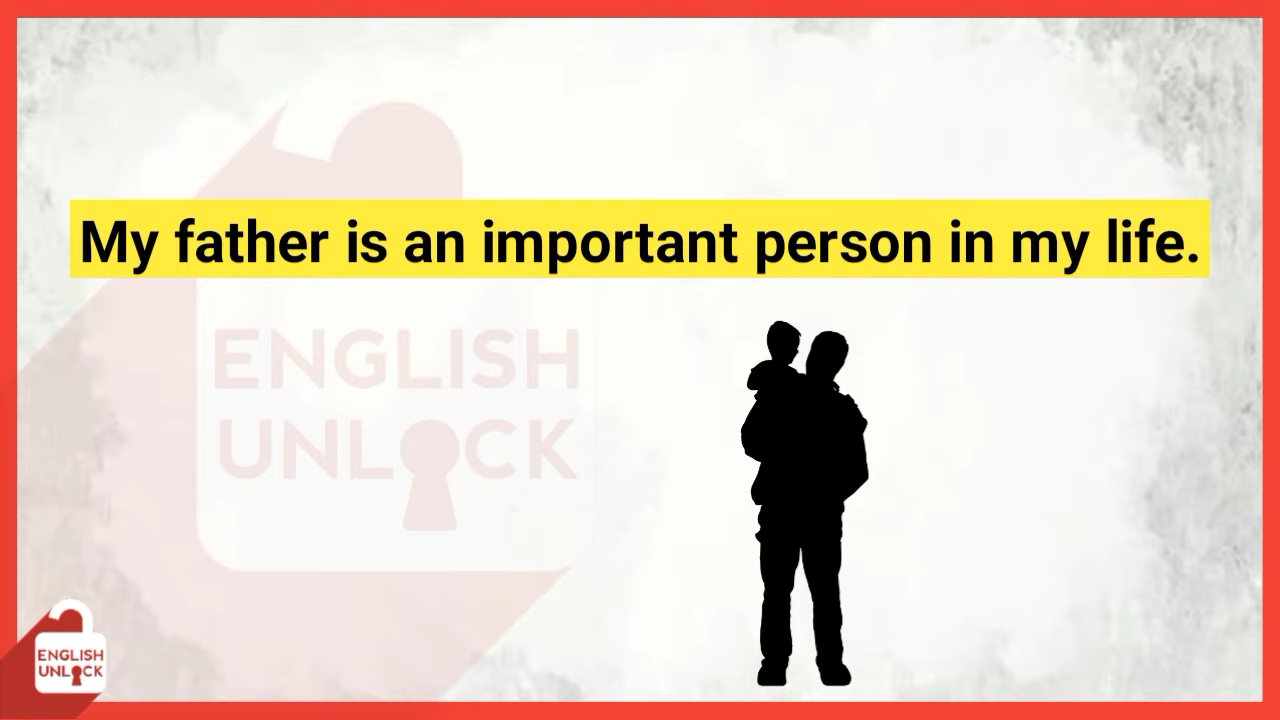 My father is an important person in my life.
ENGLISH
UNLOCK
ENGLISH
UNLOCK